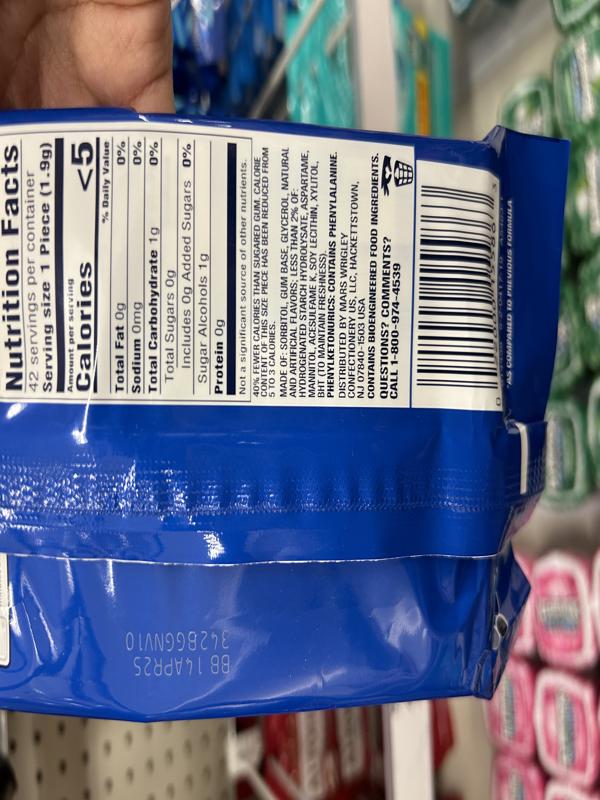 Nutrition Facts
42 servings per container
Serving size 1 Piece (1.9g)
Amount per serving
Calories <5
% Daily Value
Total Fat 0g 0%
Sodium 0mg 0%
Total Carbohydrate 1g 0%
Total Sugars 0g
Includes 0g Added Sugars 0%
Sugar Alcohols 1g
Protein 0g
Not a significant source of other nutrients.
40% FEWER CALORIES THAN SUGARED GUM. CALORIE
CONTENT OF THIS SIZE PIECE HAS BEEN REDUCED FROM
5 TO 3 CALORIES.
MADE OF: SORBITOL, GUM BASE, GLYCEROL, NATURAL
AND ARTIFICIAL FLAVORS; LESS THAN 2% OF:
HYDROGENATED STARCH HYDROLYSATE, ASPARTAME,
MANNITOL, ACESULFAME K, SOY LECITHIN, XYLITOL,
BHT (TO MAINTAIN FRESHNESS).
PHENYLKETONURICS: CONTAINS PHENYLALANINE.
DISTRIBUTED BY MARS WRIGLEY
CONFECTIONERY US, LLC, HACKETTSTOWN,
NJ 07840-1503 USA
CONTAINS BIOENGINEERED FOOD INGREDIENTS.
QUESTIONS? COMMENTS?
CALL 1-800-974-4539
*AS COMPARED TO PREVIOUS FORMULA
BB 14APR25
342BGGNV10